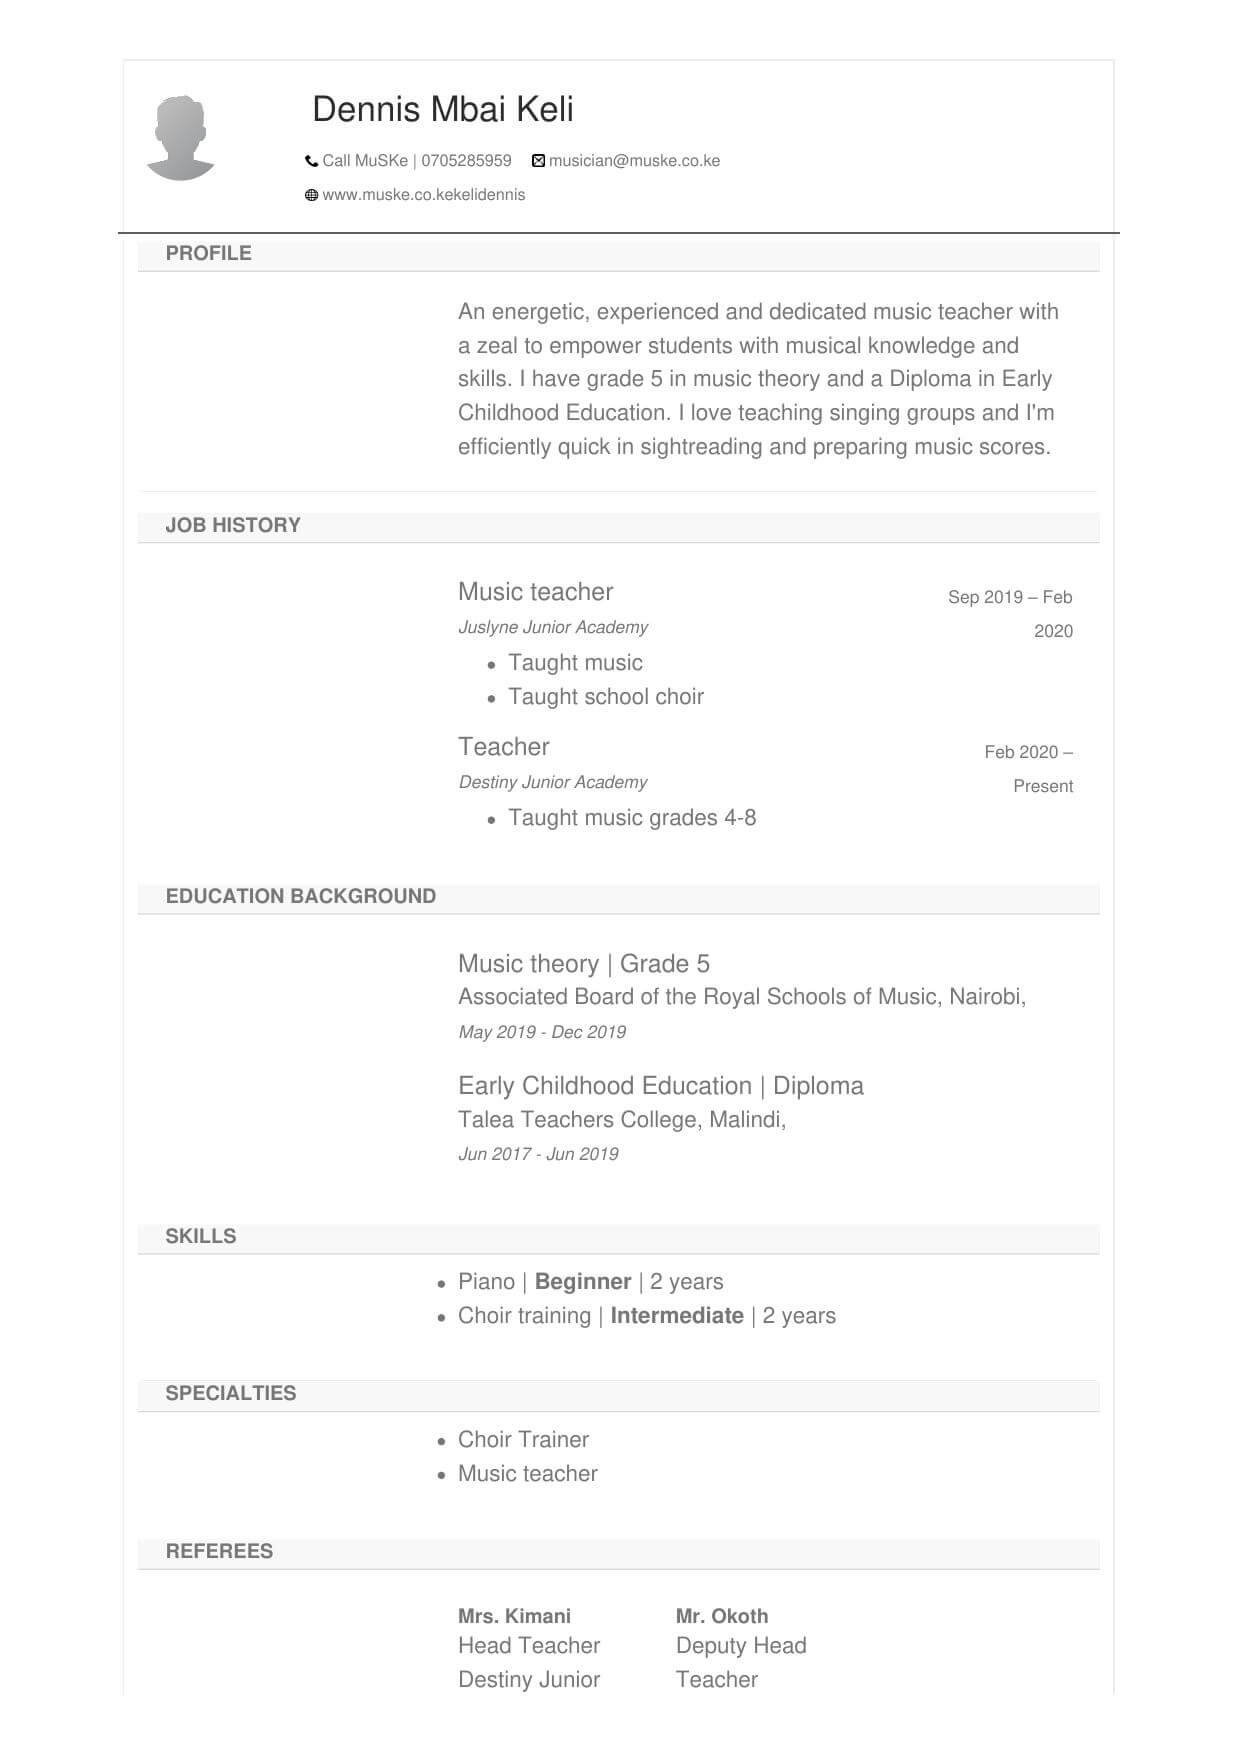 Dennis Mbai Keli
Call MuSKe | 0705285959 musician@muske.co.ke
www.muske.co.kekelidennis
PROFILE
An energetic, experienced and dedicated music teacher with
a zeal to empower students with musical knowledge and
skills. I have grade 5 in music theory and a Diploma in Early
Childhood Education. I love teaching singing groups and I'm
efficiently quick in sightreading and preparing music scores.
JOB HISTORY
Music teacher
Sep 2019 – Feb
2020
Juslyne Junior Academy
• Taught music
• Taught school choir
Teacher
Feb 2020 –
Present
Destiny Junior Academy
• Taught music grades 4-8
EDUCATION BACKGROUND
Music theory | Grade 5
Associated Board of the Royal Schools of Music, Nairobi,
May 2019 - Dec 2019
Early Childhood Education | Diploma
Talea Teachers College, Malindi,
Jun 2017 - Jun 2019
SKILLS
• Piano | Beginner | 2 years
• Choir training | Intermediate | 2 years
SPECIALTIES
• Choir Trainer
• Music teacher
REFEREES
Mrs. Kimani
Head Teacher
Destiny Junior
Mr. Okoth
Deputy Head
Teacher